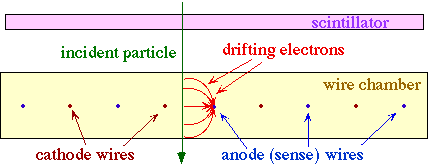 scintillator
incident particle
drifting electrons
wire chamber
cathode wires
anode (sense) wires